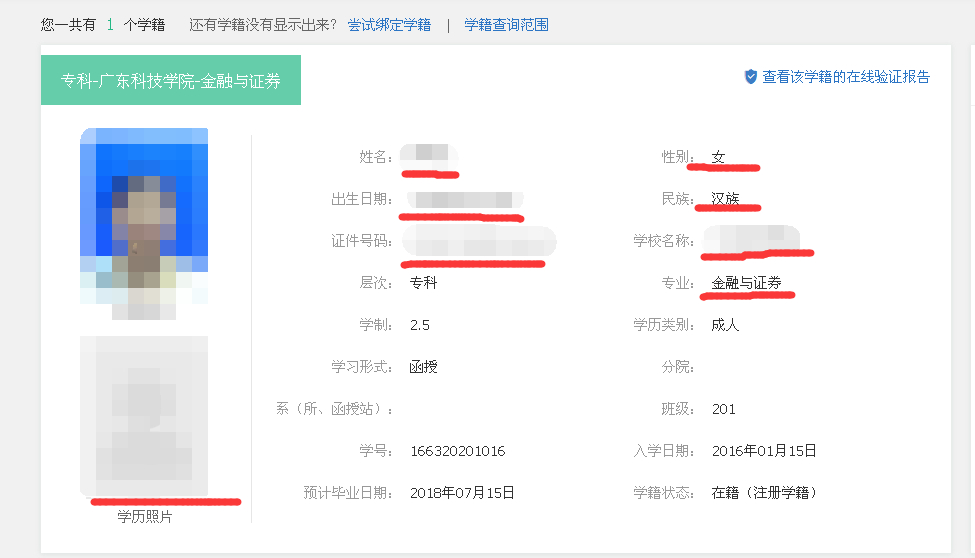 您一共有 1 个学籍 还有学籍没有显示出来？ 尝试绑定学籍 | 学籍查询范围
专科-广东科技学院-金融与证券
查看该学籍的在线验证报告
姓名：
性别： 女
出生日期：
民族： 汉族
证件号码：
学校名称：
层次： 专科
专业： 金融与证券
学制： 2.5
学历类别： 成人
学习形式： 函授
分院：
系（所、函授站）：
班级： 201
学号： 166320201016
入学日期： 2016年01月15日
预计毕业日期： 2018年07月15日
学籍状态： 在籍（注册学籍）
学历照片